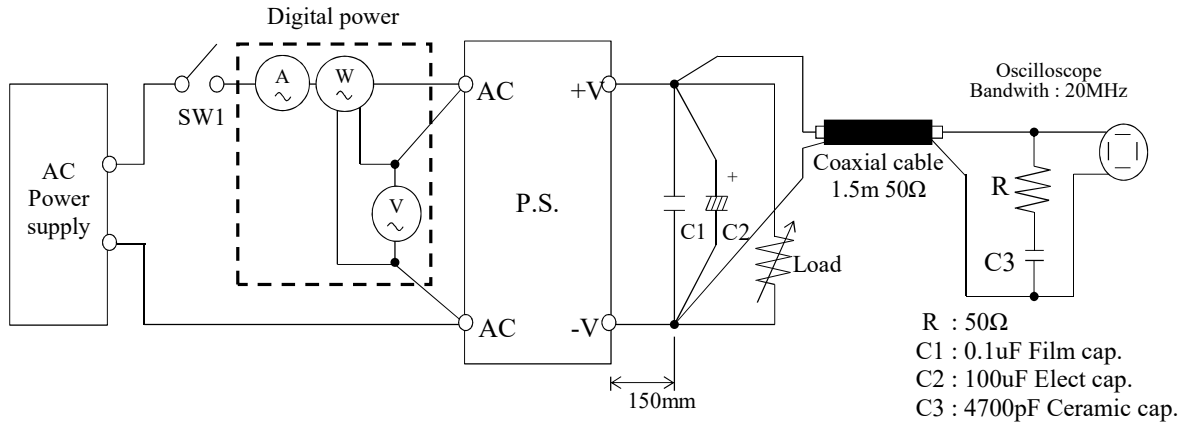 Digital power
A
W
V
SW1
AC
Power
supply
AC
AC
P.S.
+V
-V
C1
+
C2
Load
150mm
Coaxial cable
1.5m 50Ω
Oscilloscope
Bandwith : 20MHz
R
C3
R : 50Ω
C1 : 0.1uF Film cap.
C2 : 100uF Elect cap.
C3 : 4700pF Ceramic cap.